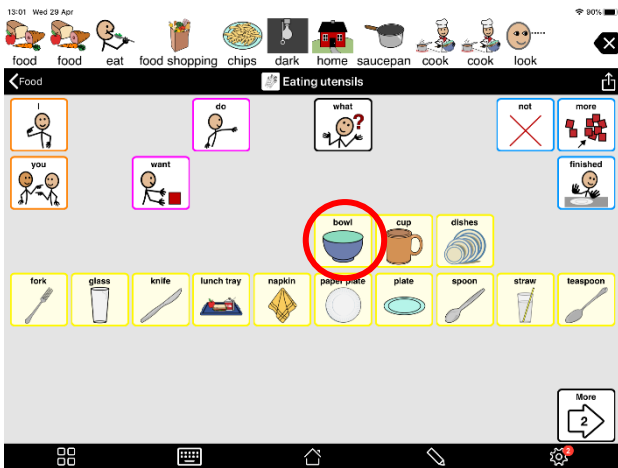 13:01 Wed 29 Apr
90%
food food eat food shopping chips dark home saucepan cook cook look
Food
Eating utensils
I do what not more
you want finished
bowl cup dishes
fork glass knife lunch tray napkin paper plate plate spoon straw teaspoon
More
2
2